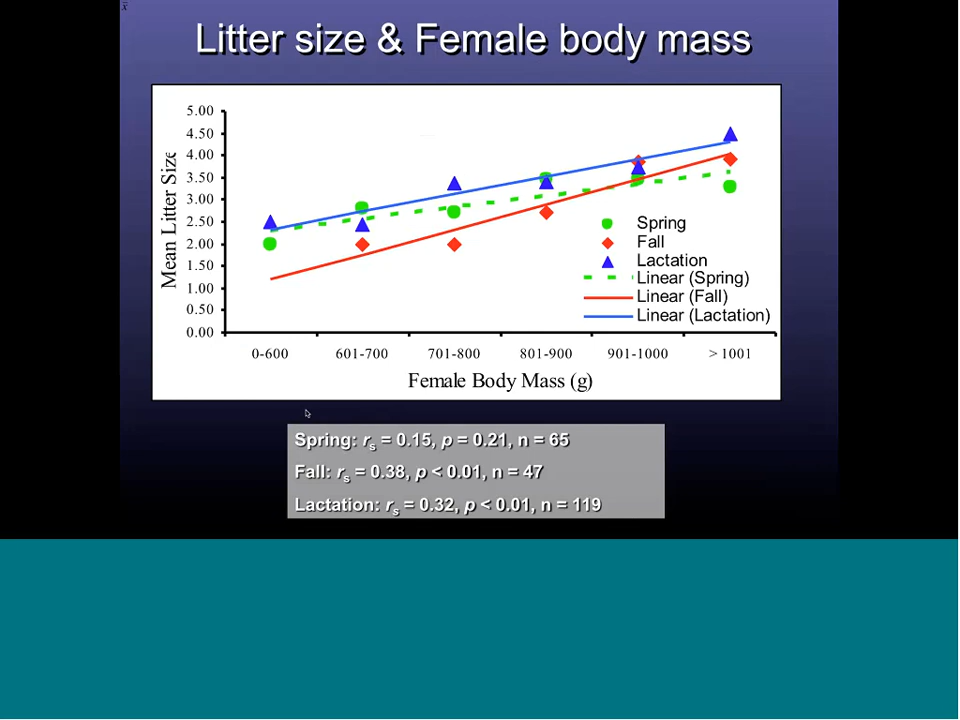 x̄
Litter size & Female body mass
5.00
4.50
4.00
3.50
3.00
2.50
2.00
1.50
1.00
0.50
0.00
Mean Litter Size
0-600 601-700 701-800 801-900 901-1000 > 1001
Female Body Mass (g)
Spring
Fall
Lactation
Linear (Spring)
Linear (Fall)
Linear (Lactation)
Spring: rs = 0.15, p = 0.21, n = 65
Fall: rs = 0.38, p < 0.01, n = 47
Lactation: rs = 0.32, p < 0.01, n = 119